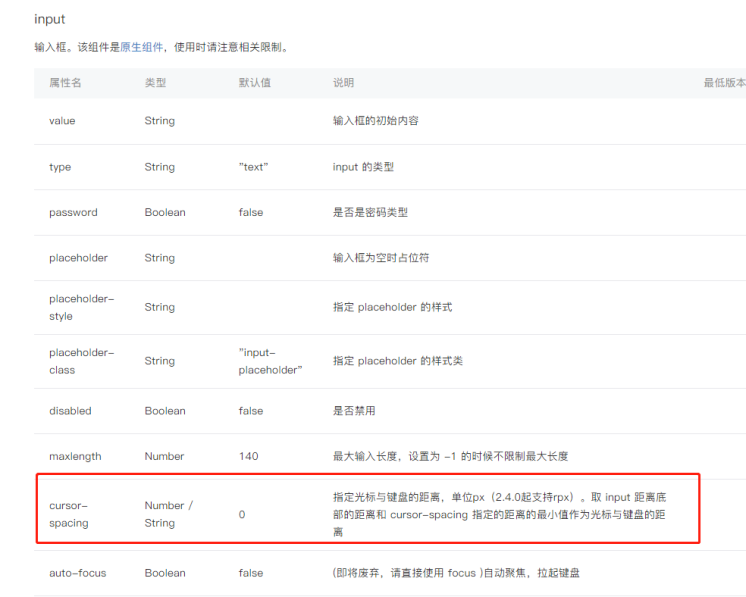 input
输入框。该组件是原生组件，使用时请注意相关限制。
属性名 类型 默认值 说明 最低版本
value String 输入框的初始内容
type String "text" input 的类型
password Boolean false 是否是密码类型
placeholder String 输入框为空时占位符
placeholder-
style String 指定 placeholder 的样式
placeholder-
class String "input-
placeholder" 指定 placeholder 的样式类
disabled Boolean false 是否禁用
maxlength Number 140 最大输入长度，设置为 -1 的时候不限制最大长度
cursor-
spacing Number /
String 0 指定光标与键盘的距离，单位px（2.4.0起支持rpx）。取 input 距离底
部的距离和 cursor-spacing 指定的距离的最小值作为光标与键盘的距
离
auto-focus Boolean false (即将废弃，请直接使用 focus )自动聚焦，拉起键盘